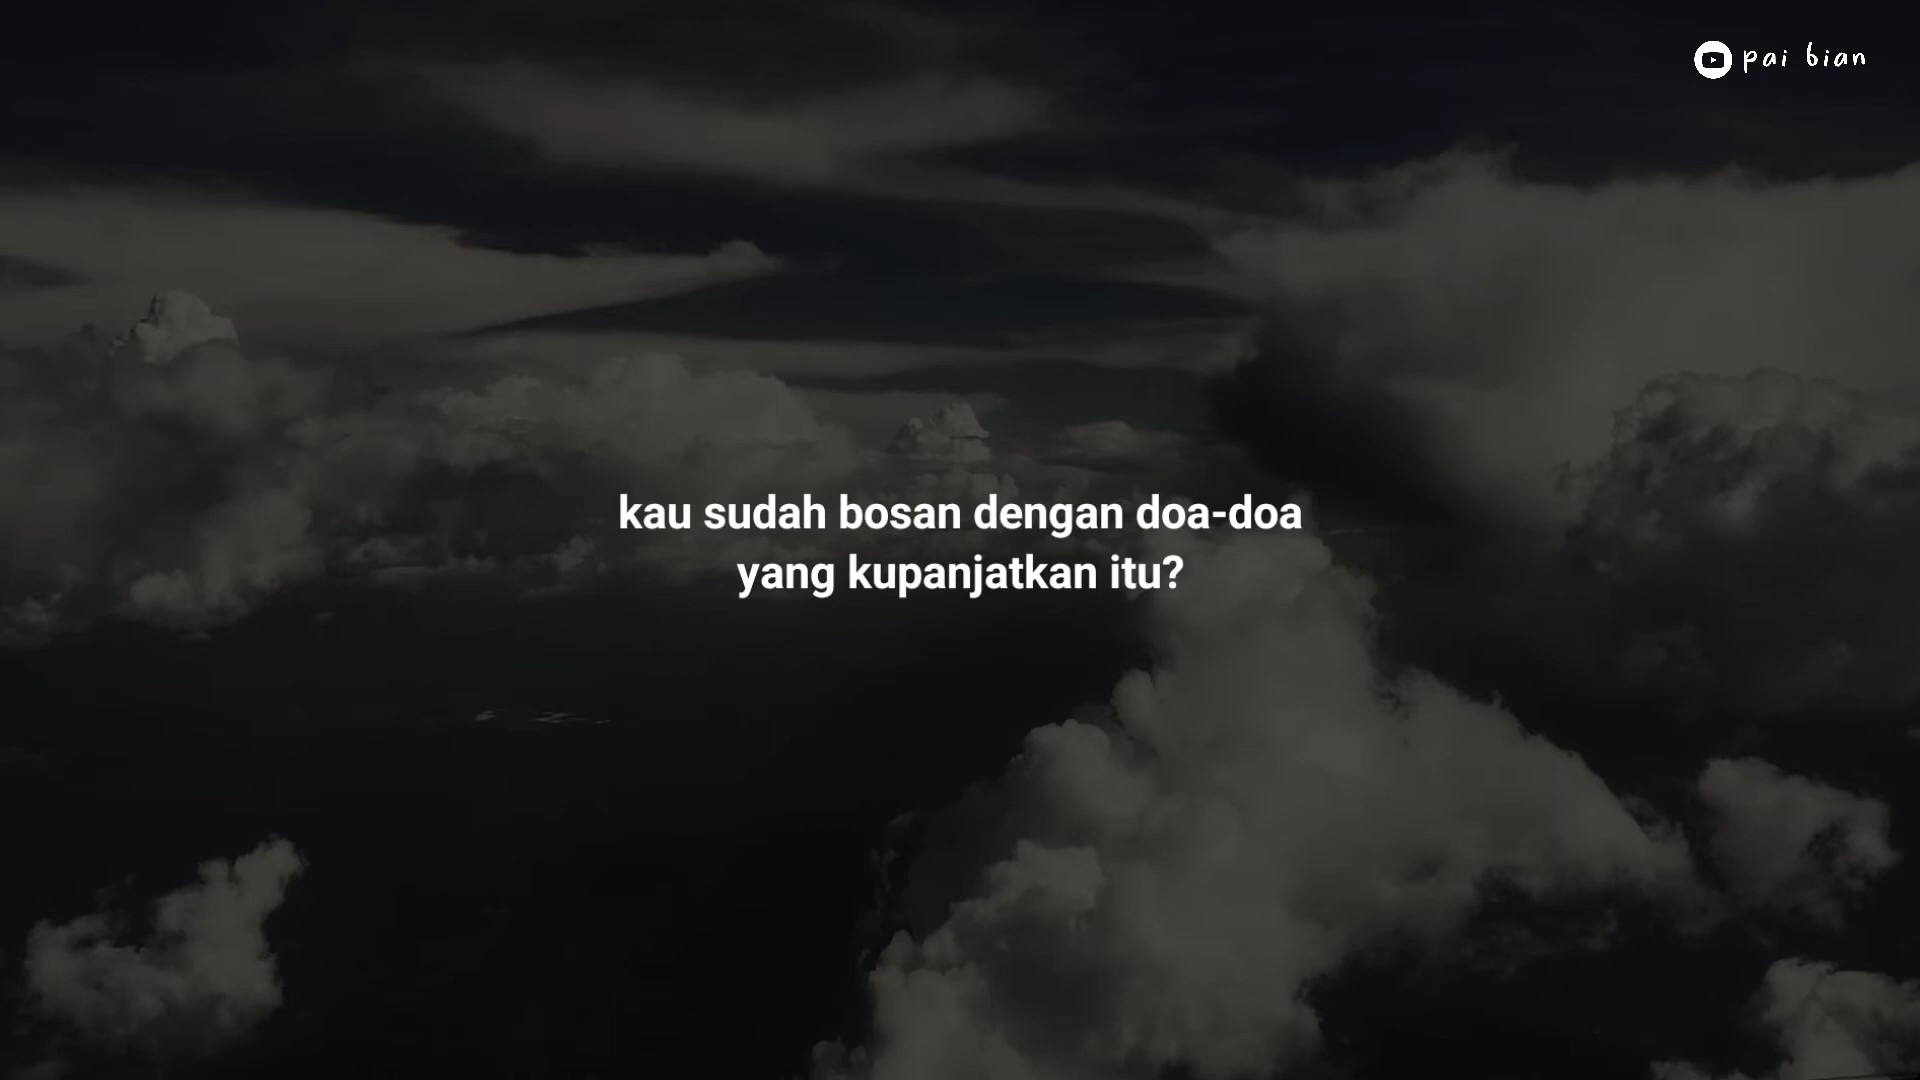 pai bian
kau sudah bosan dengan doa-doa
yang kupanjatkan itu?